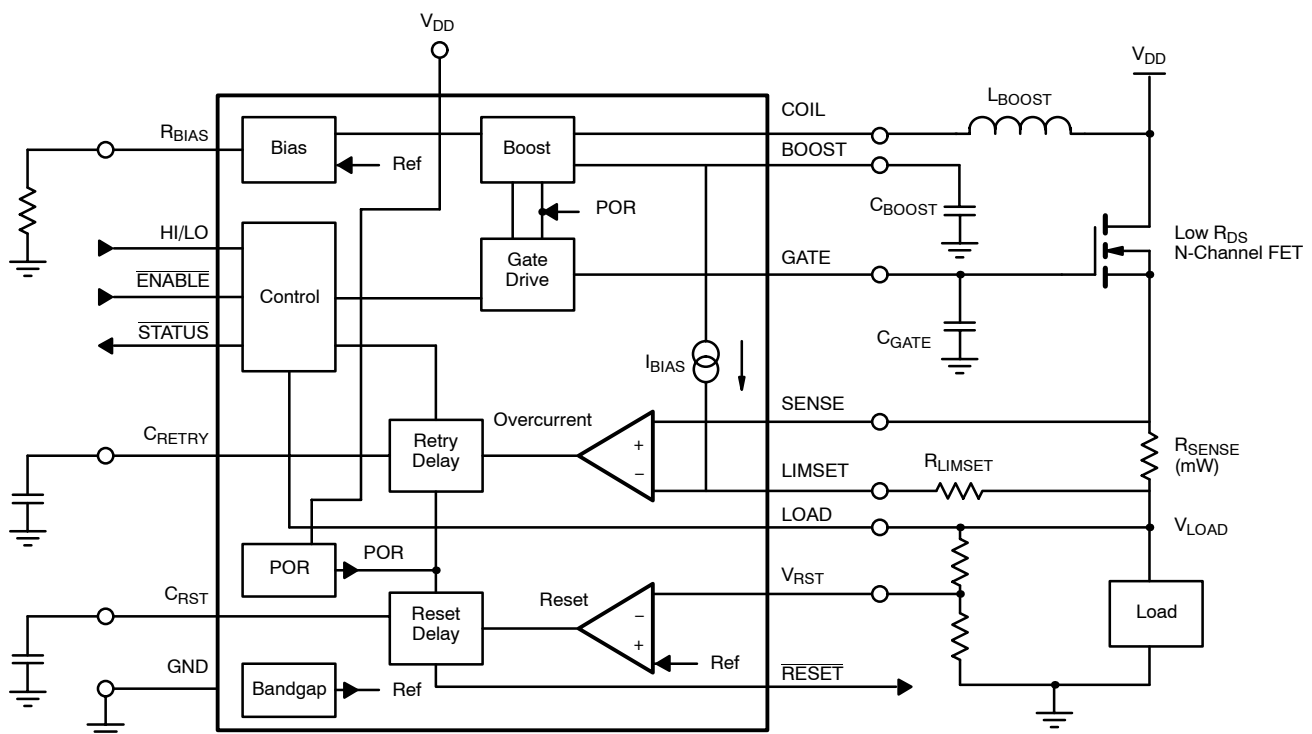 VDD
VDD
COIL
LBOOST
RBIAS
Bias
Ref
Boost
BOOST
CBOOST
POR
HI/LO
Low RDS
N-Channel FET
ENABLE
Control
Gate
Drive
GATE
STATUS
CGATE
IBIAS
SENSE
Overcurrent
CRETRY
Retry
Delay
+
−
RSENSE
(mW)
LIMSET
RLIMSET
LOAD
VLOAD
POR
POR
VRST
CRST
Reset
Delay
Reset
−
+
Load
GND
Bandgap
Ref
Ref
RESET